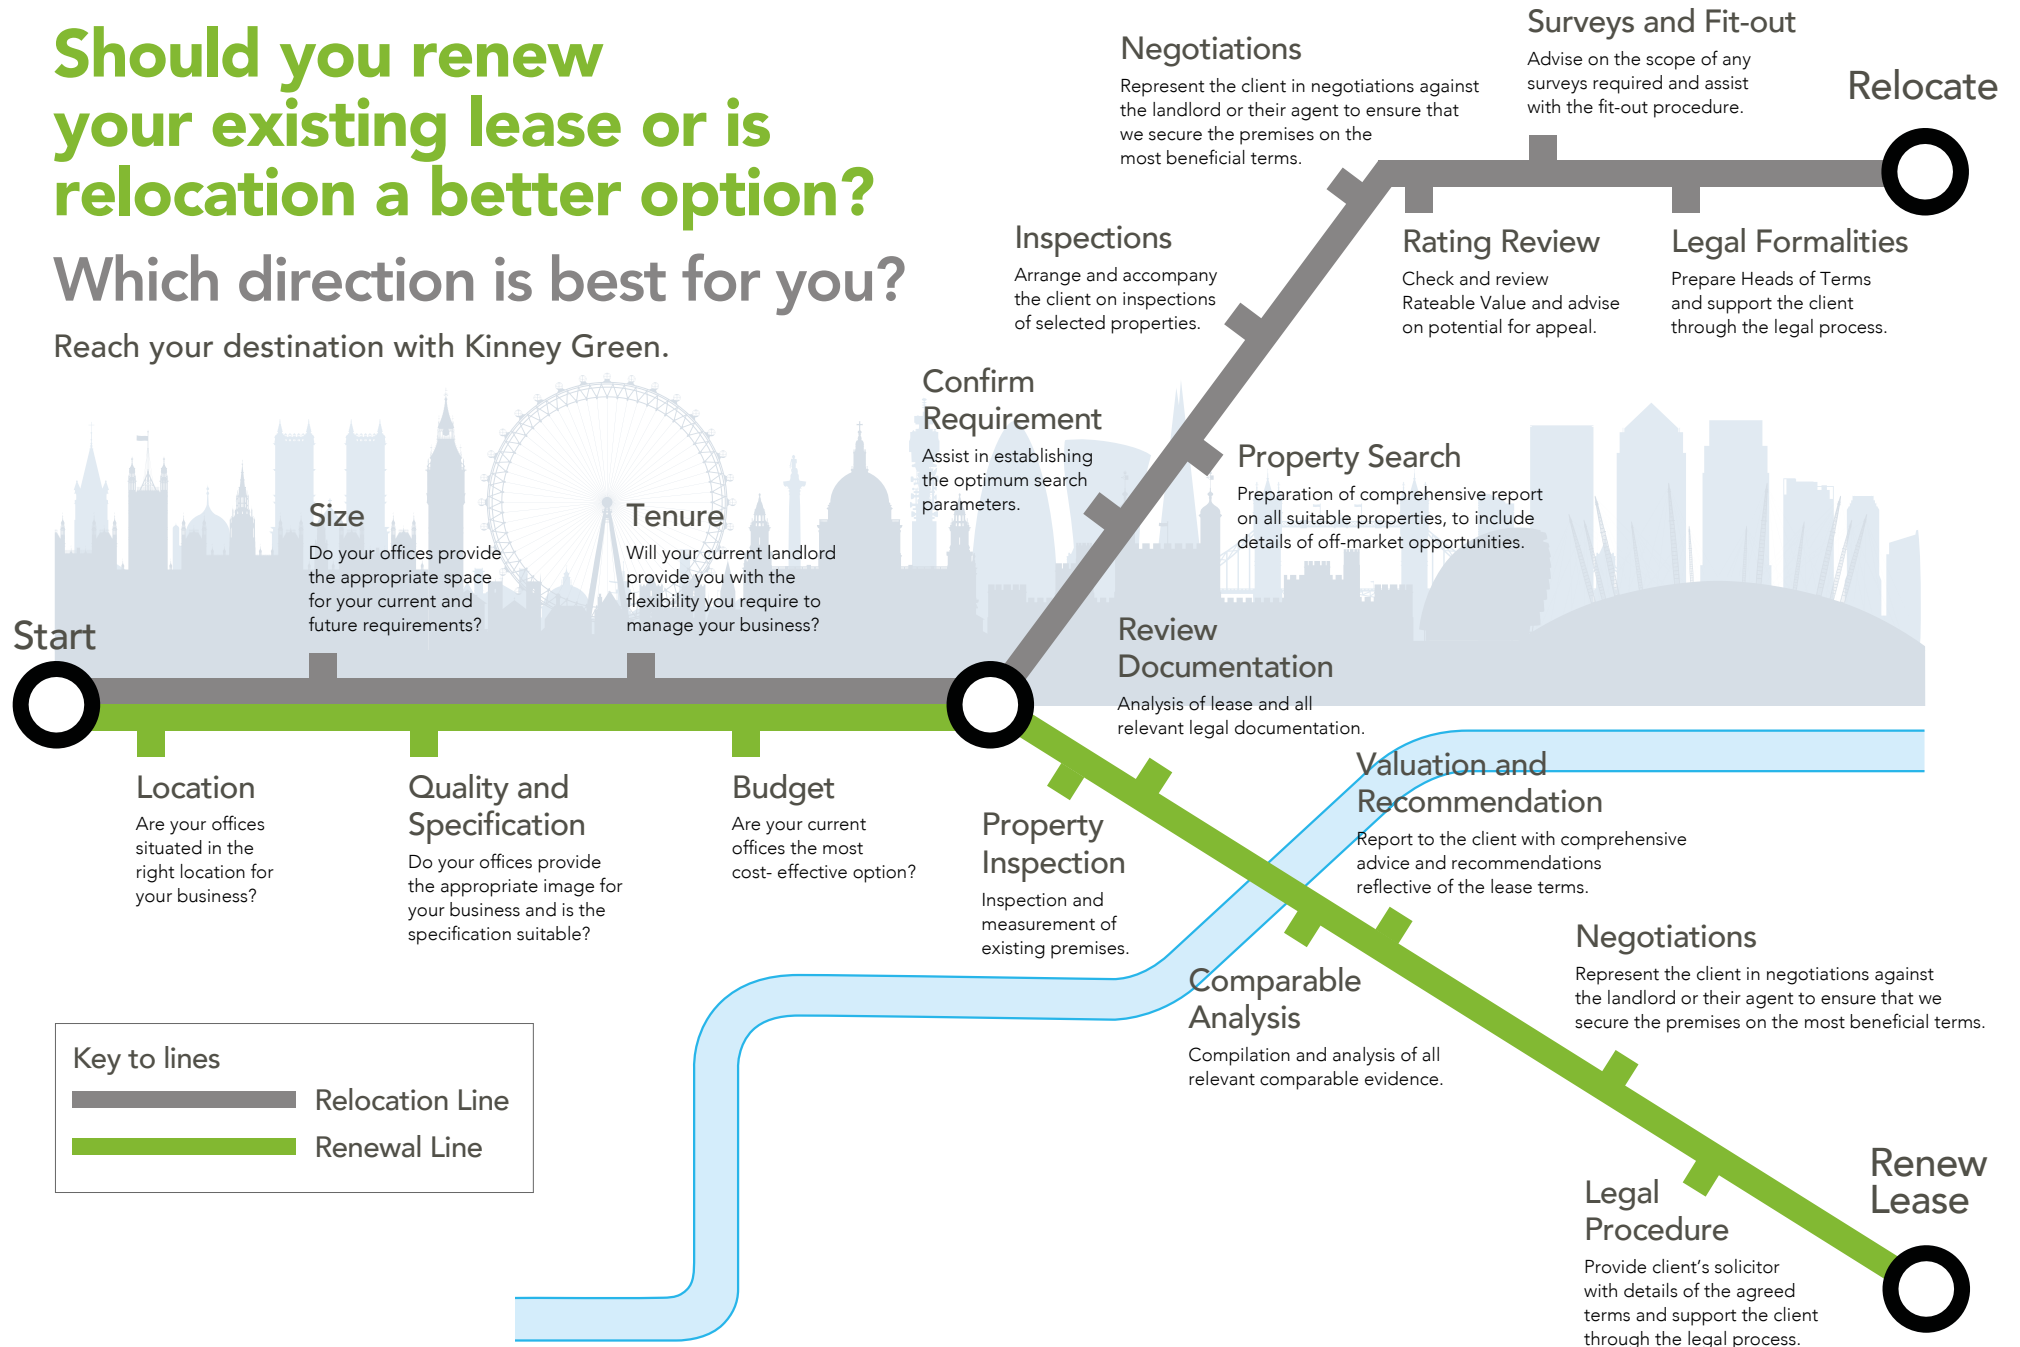 Should you renew
your existing lease or is
relocation a better option?
Which direction is best for you?
Reach your destination with Kinney Green.
Start
Location
Are your offices
situated in the
right location for
your business?
Size
Do your offices provide
the appropriate space
for your current and
future requirements?
Quality and
Specification
Do your offices provide
the appropriate image for
your business and is the
specification suitable?
Tenure
Will your current landlord
provide you with the
flexibility you require to
manage your business?
Budget
Are your current
offices the most
cost- effective option?
Confirm
Requirement
Assist in establishing
the optimum search
parameters.
Property Search
Preparation of comprehensive report
on all suitable properties, to include
details of off-market opportunities.
Inspections
Arrange and accompany
the client on inspections
of selected properties.
Negotiations
Represent the client in negotiations against
the landlord or their agent to ensure that
we secure the premises on the
most beneficial terms.
Rating Review
Check and review
Rateable Value and advise
on potential for appeal.
Surveys and Fit-out
Advise on the scope of any
surveys required and assist
with the fit-out procedure.
Legal Formalities
Prepare Heads of Terms
and support the client
through the legal process.
Relocate
Property
Inspection
Inspection and
measurement of
existing premises.
Review
Documentation
Analysis of lease and all
relevant legal documentation.
Comparable
Analysis
Compilation and analysis of all
relevant comparable evidence.
Valuation and
Recommendation
Report to the client with comprehensive
advice and recommendations
reflective of the lease terms.
Negotiations
Represent the client in negotiations against
the landlord or their agent to ensure that we
secure the premises on the most beneficial terms.
Legal
Procedure
Provide client's solicitor
with details of the agreed
terms and support the client
through the legal process.
Renew
Lease
Key to lines
Relocation Line
Renewal Line